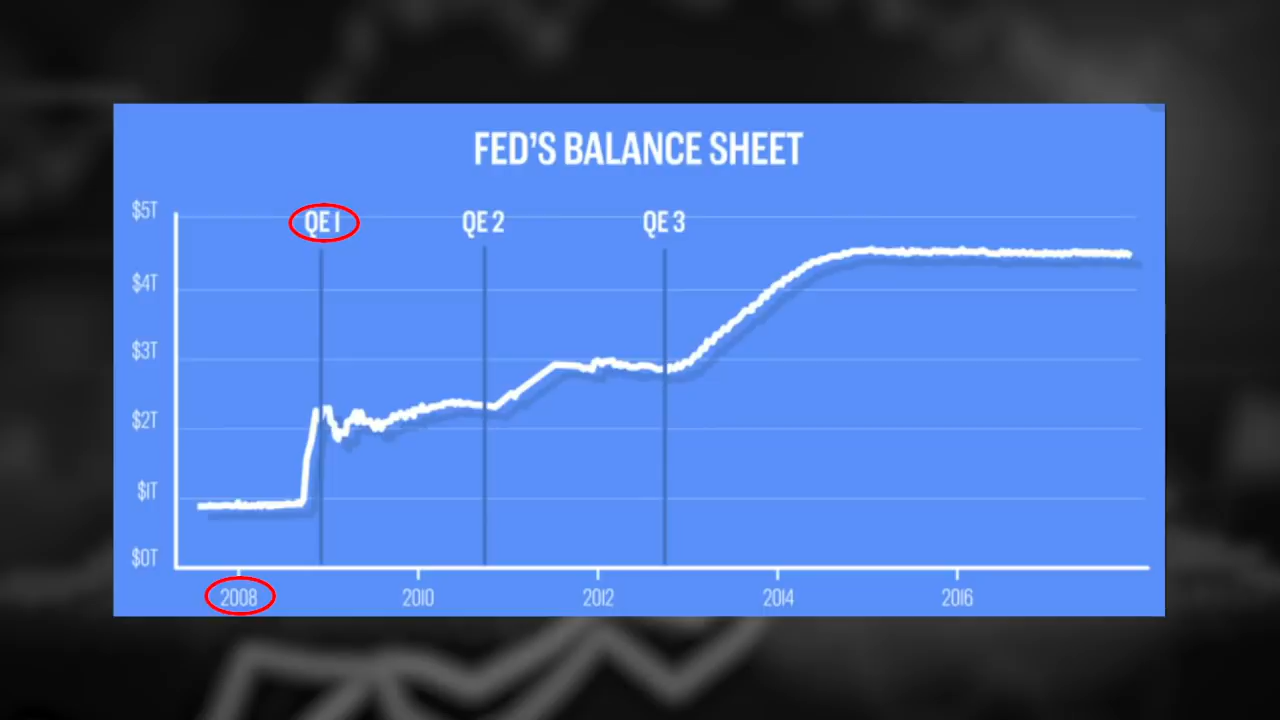 FED'S BALANCE SHEET
$5T
QE 1
QE 2
QE 3
$4T
$3T
$2T
$1T
$0T
2008
2010
2012
2014
2016